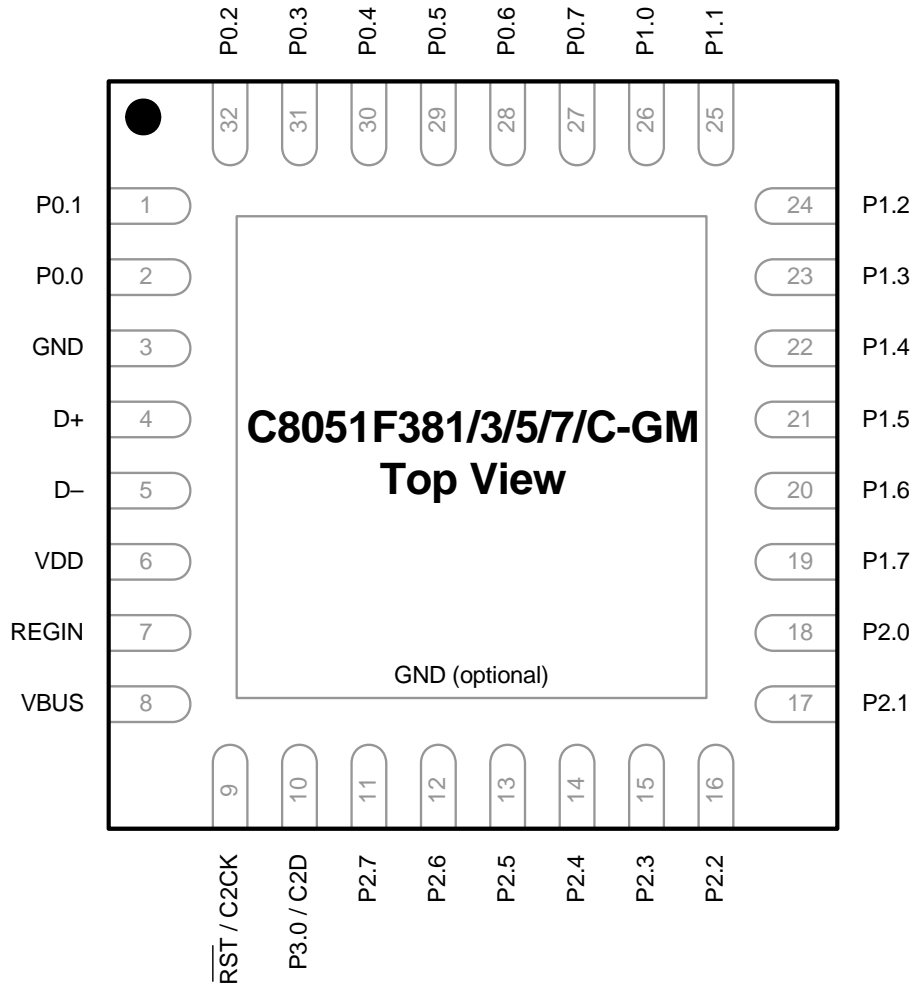 P0.2
P0.3
P0.4
P0.5
P0.6
P0.7
P1.0
P1.1
32
31
30
29
28
27
26
25
P0.1
1
24
P1.2
P0.0
2
23
P1.3
GND
3
22
P1.4
D+
4
21
P1.5
D–
5
20
P1.6
VDD
6
19
P1.7
REGIN
7
18
P2.0
VBUS
8
17
P2.1
C8051F381/3/5/7/C-GM
Top View
GND (optional)
9
10
11
12
13
14
15
16
RST / C2CK
P3.0 / C2D
P2.7
P2.6
P2.5
P2.4
P2.3
P2.2